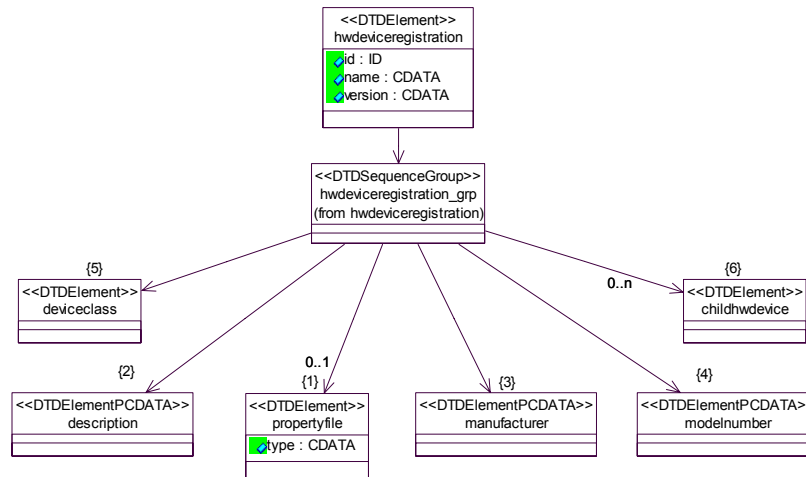 <<DTDElement>>
hwdeviceregistration
id : ID
name : CDATA
version : CDATA
<<DTDSequenceGroup>>
hwdeviceregistration_grp
(from hwdeviceregistration)
{5}
<<DTDElement>>
deviceclass
0..n
{6}
<<DTDElement>>
childhwdevice
{2}
<<DTDElementPCDATA>>
description
0..1
{1}
<<DTDElement>>
propertyfile
type : CDATA
{3}
<<DTDElementPCDATA>>
manufacturer
{4}
<<DTDElementPCDATA>>
modelnumber